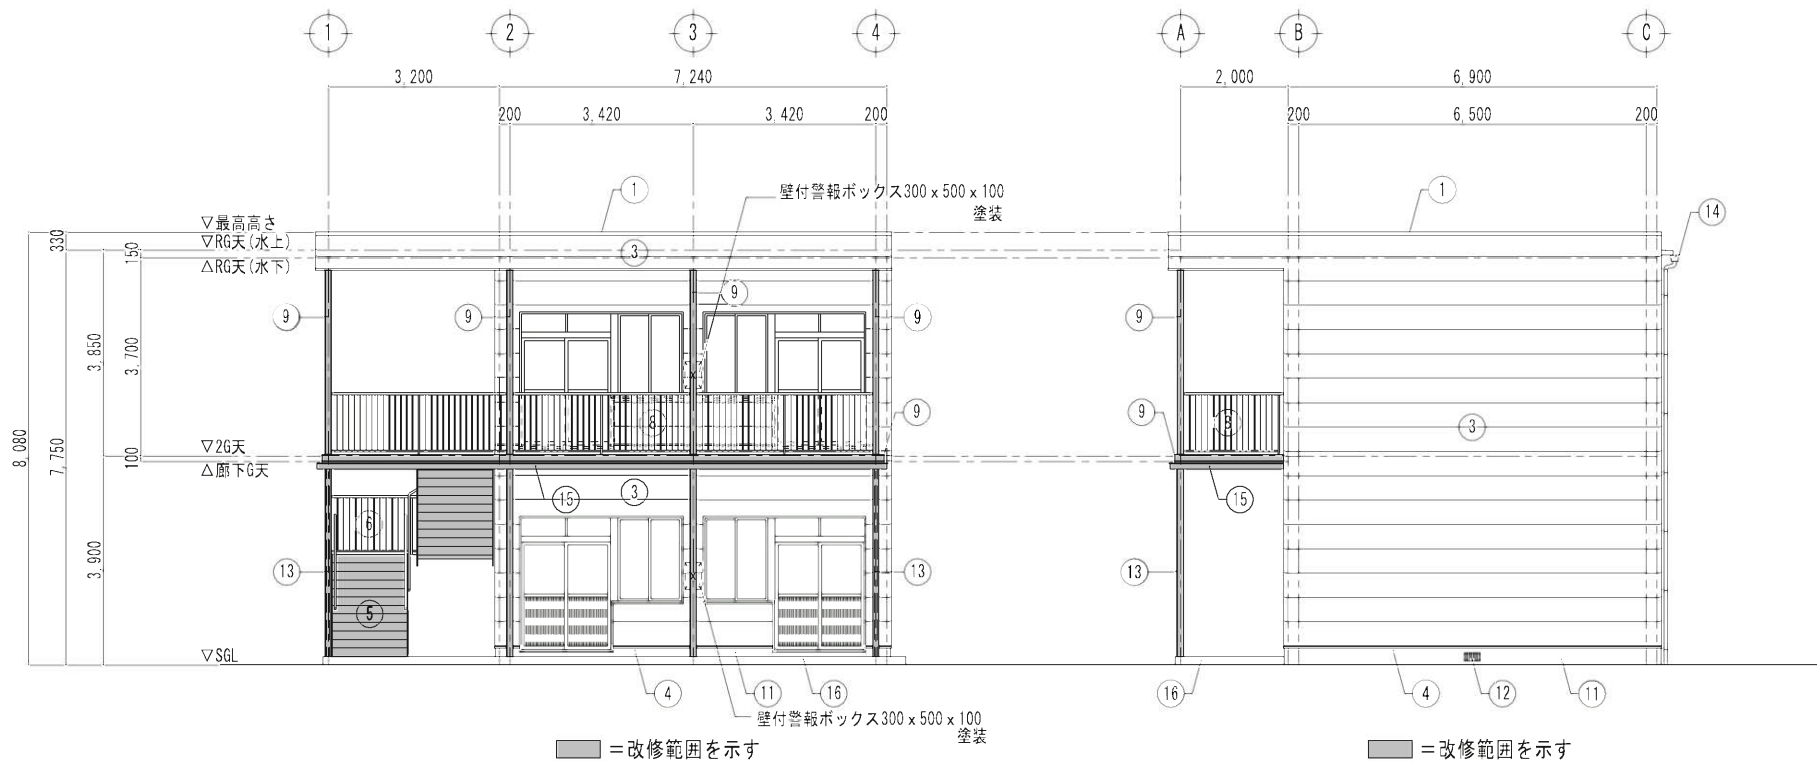 1 2 3 4 A B C
3,200 7,240 2,000 6,900
200 3,420 3,420 200 200 6,500 200
1 壁付警報ボックス300 x 500 x 100 1
塗装 14
▽最高高さ
330 ▽RG天(水上) 3
150 △RG天(水下)
9
9 9 9 9
3,850 3,700
9 9
8 8 3
8,080 7,750
▽2G天
100 △廊下G天
15 3 15
6
3,900 13 13 13
5
▽SGL
4 11 16 16 4 12 11
壁付警報ボックス300 x 500 x 100
塗装
=改修範囲を示す =改修範囲を示す